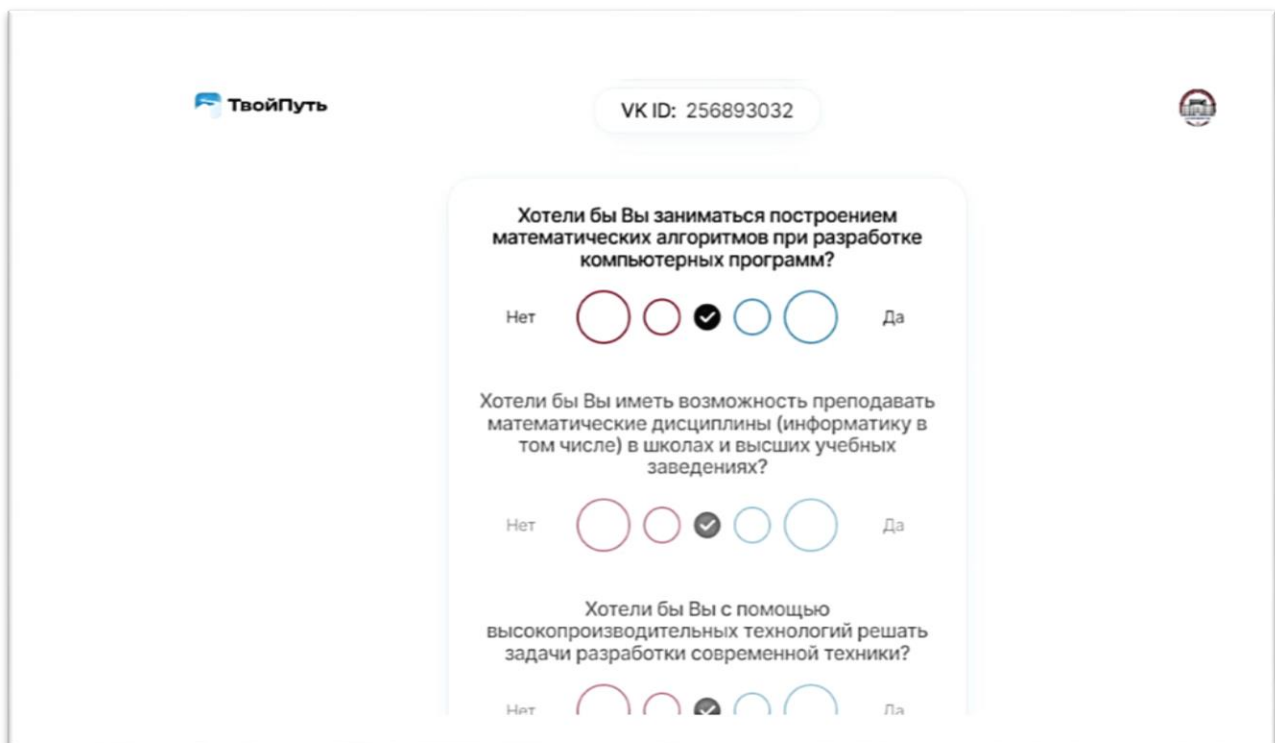 ТвойПуть
VK ID: 256893032
Хотели бы Вы заниматься построением
математических алгоритмов при разработке
компьютерных программ?
Нет Да
Хотели бы Вы иметь возможность преподавать
математические дисциплины (информатику в
том числе) в школах и высших учебных
заведениях?
Нет Да
Хотели бы Вы с помощью
высокопроизводительных технологий решать
задачи разработки современной техники?
Нет Да